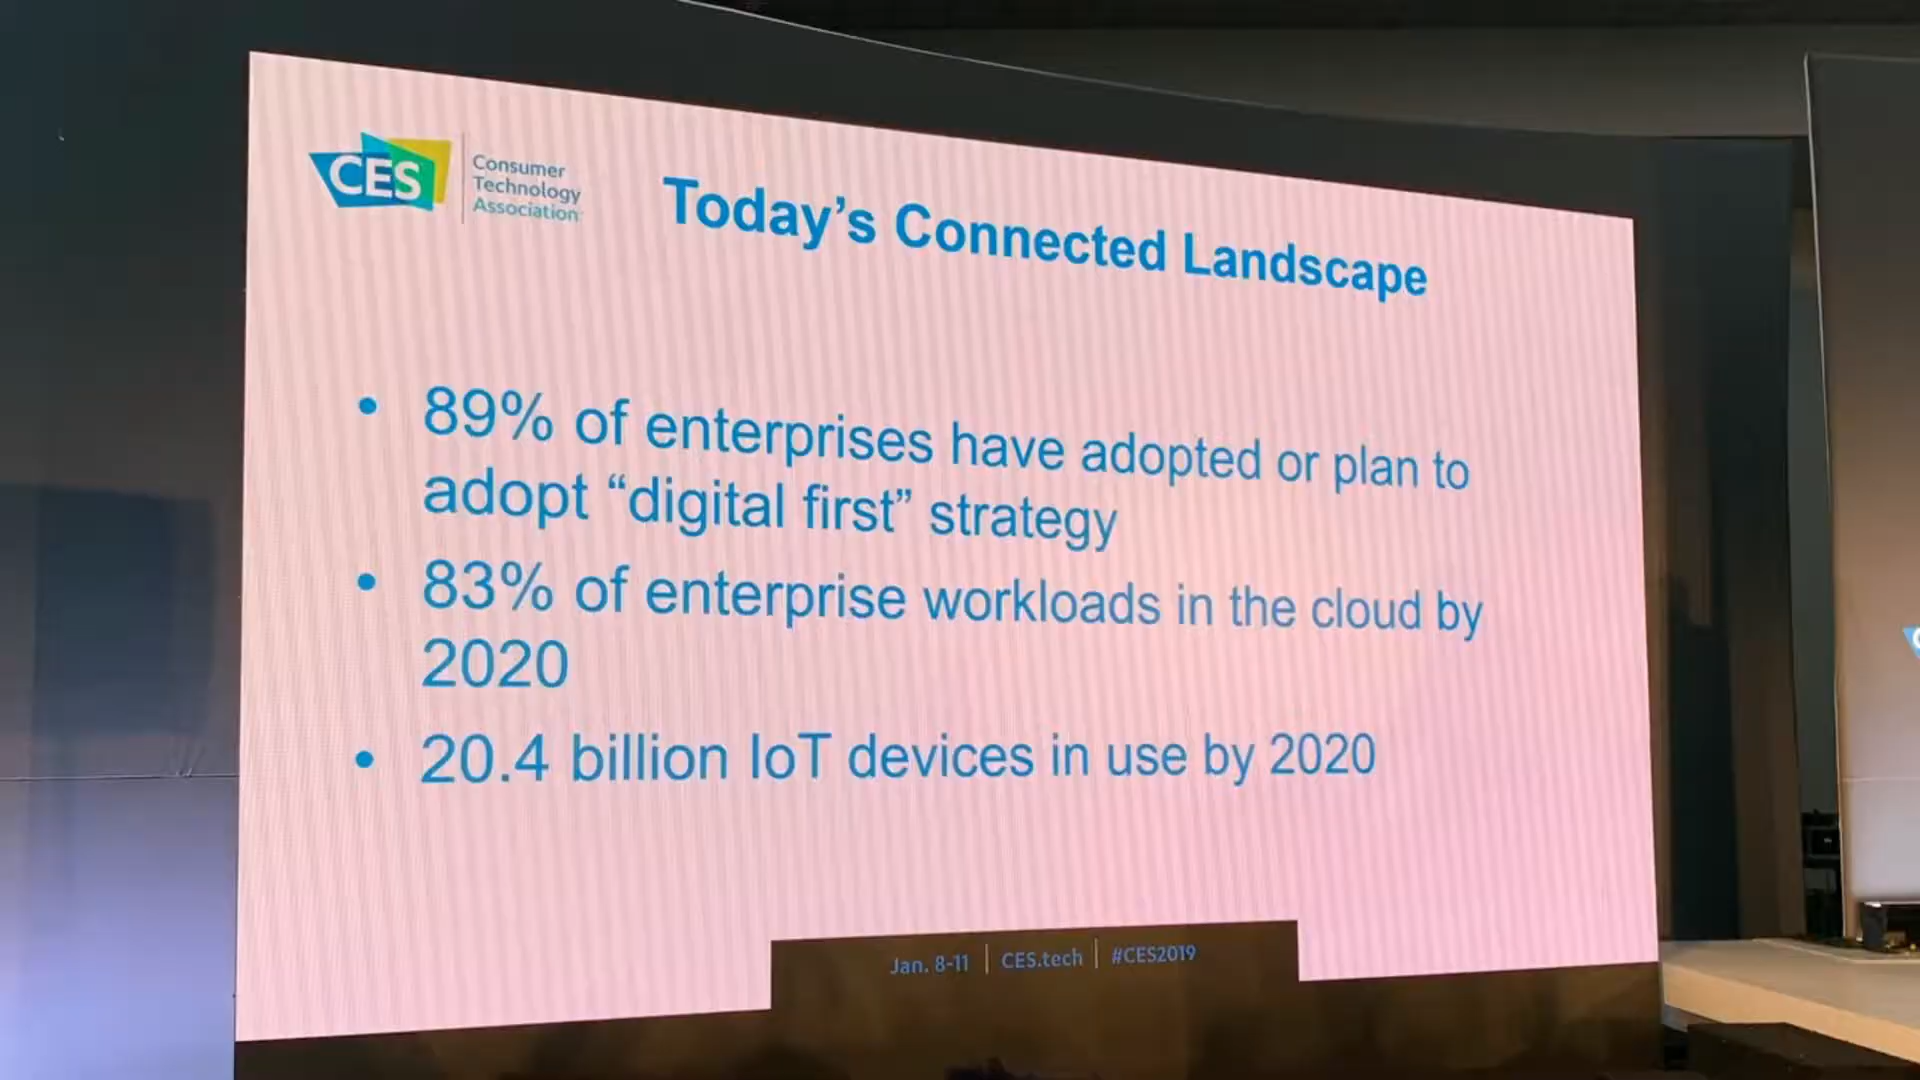 CES
Consumer
Technology
Association
Today's Connected Landscape
• 89% of enterprises have adopted or plan to
adopt “digital first” strategy
• 83% of enterprise workloads in the cloud by
2020
• 20.4 billion IoT devices in use by 2020
Jan. 8-11 | CES.tech | #CES2019